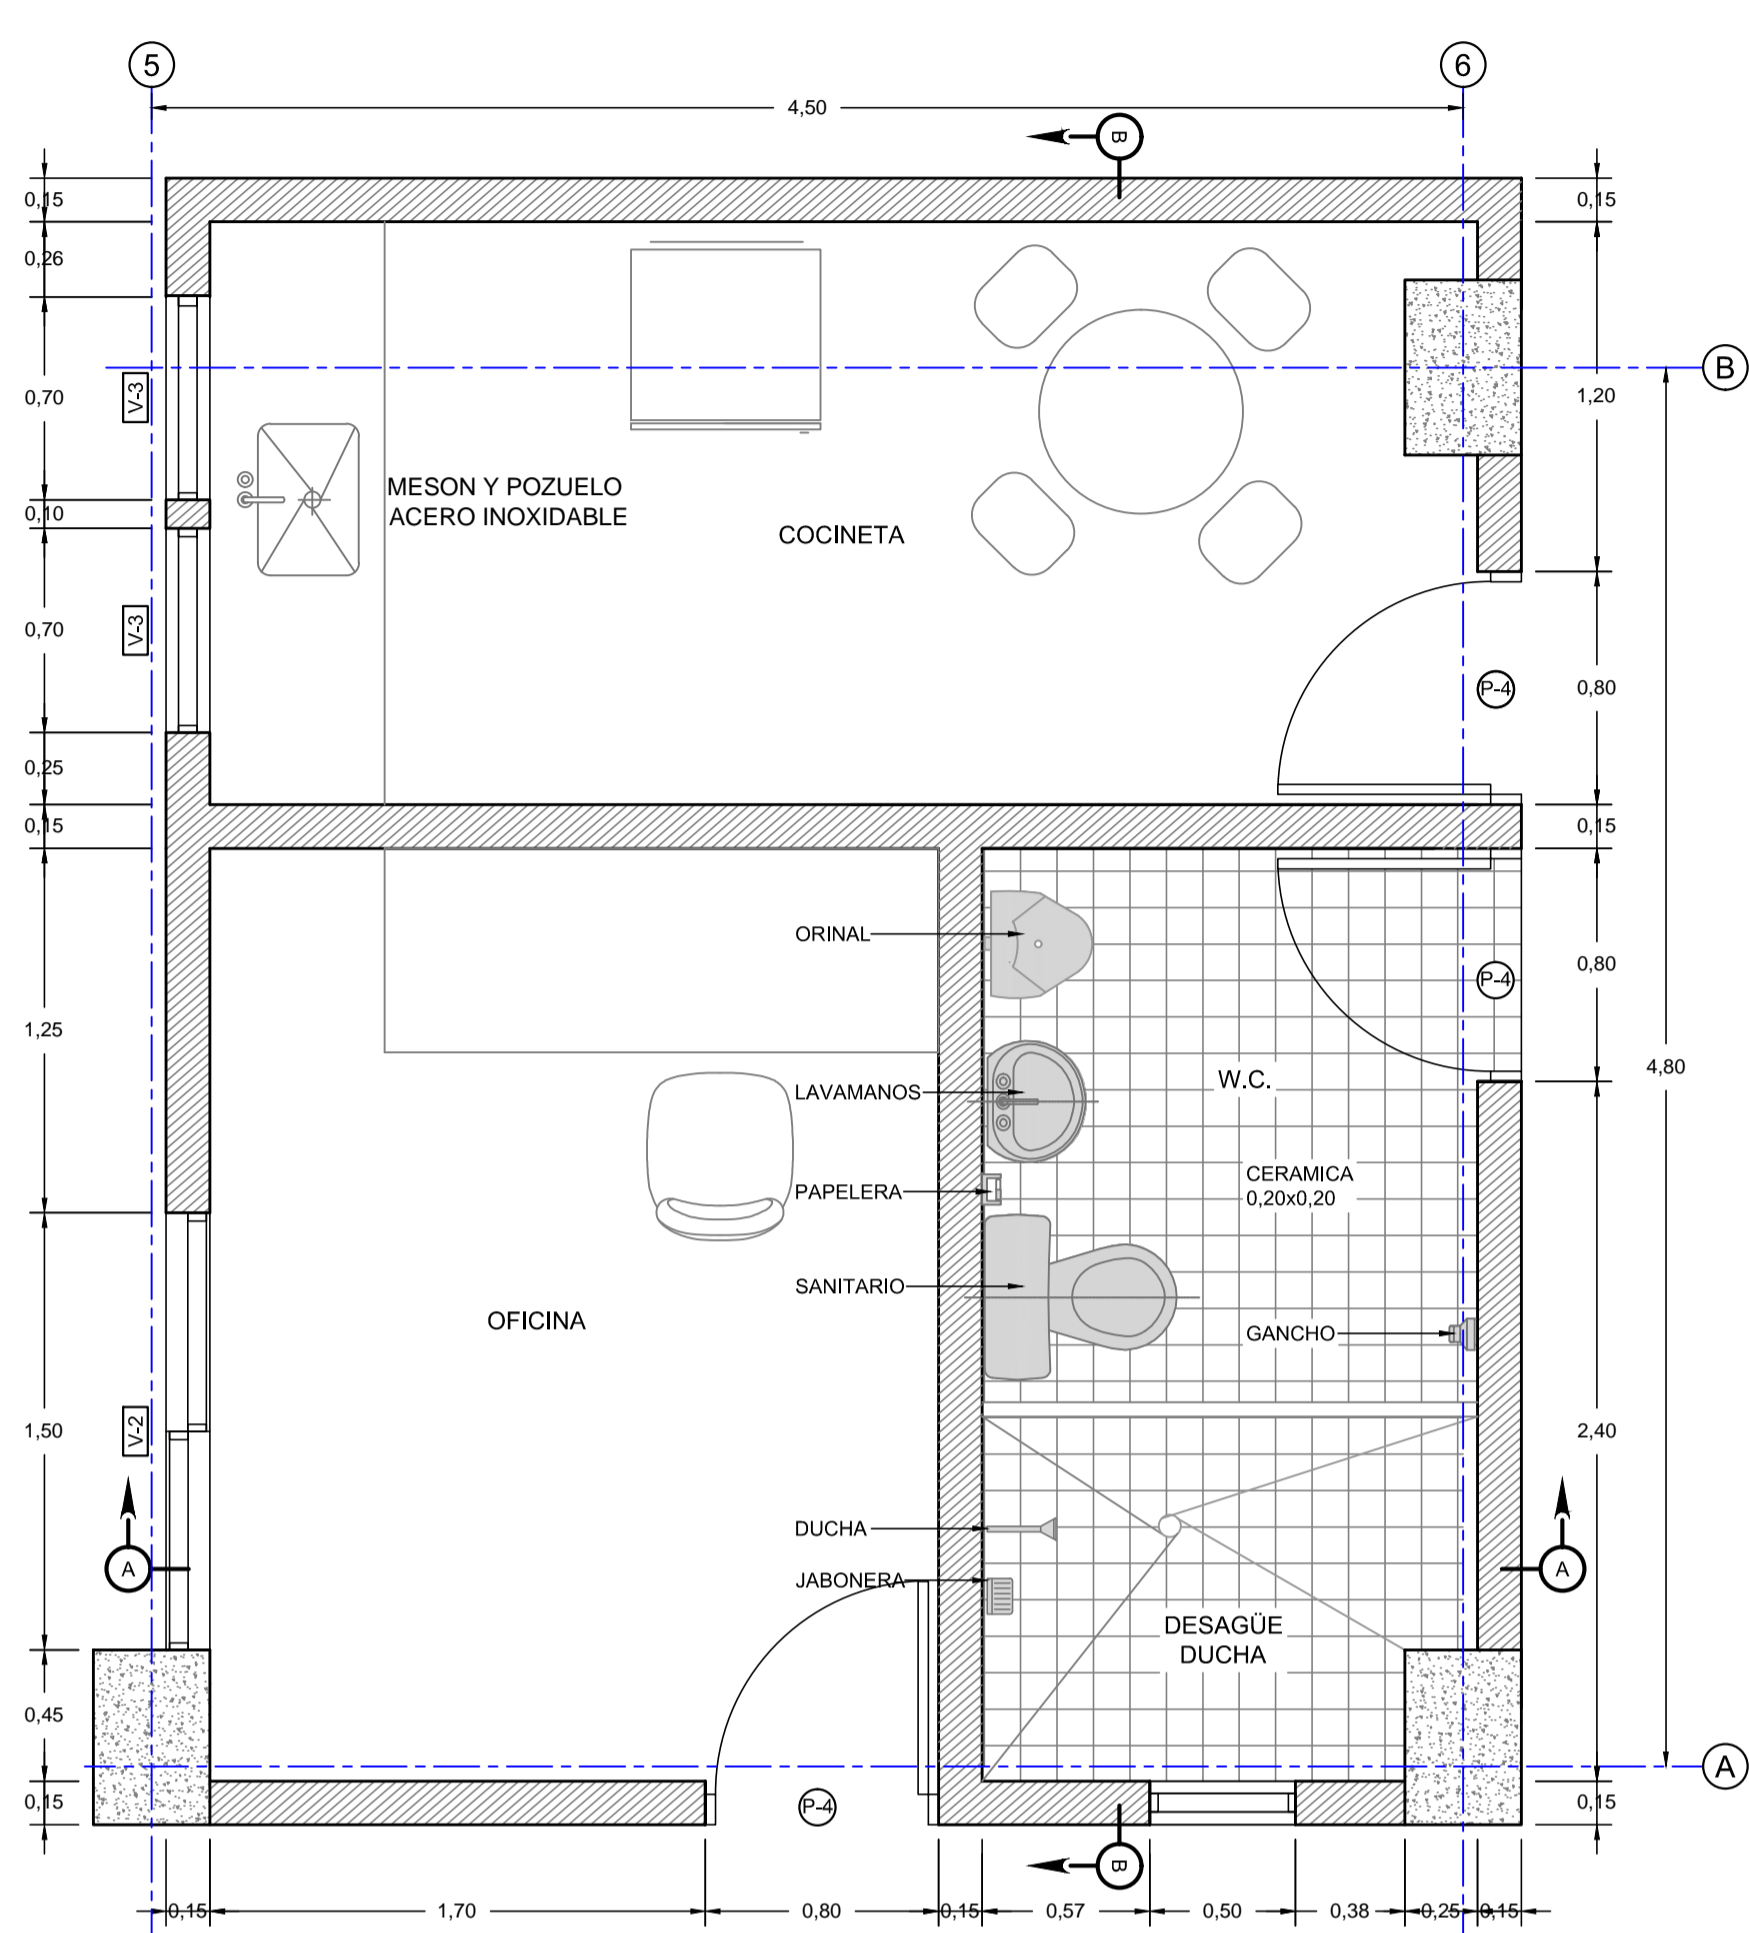 5
6
4,50
B
0,15
0,15
0,26
B
0,70
V-3
1,20
MESON Y POZUELO
ACERO INOXIDABLE
0,10
COCINETA
0,70
V-3
P-4
0,80
0,25
0,15
0,15
ORINAL
0,80
P-4
1,25
4,80
W.C.
LAVAMANOS
CERAMICA
0,20x0,20
PAPELERA
SANITARIO
OFICINA
GANCHO
1,50
V-2
2,40
DUCHA
A
A
JABONERA
DESAGÜE
DUCHA
0,45
A
0,15
P-4
0,15
B
0,15
1,70
0,80
0,15
0,57
0,50
0,38
0,25
0,15